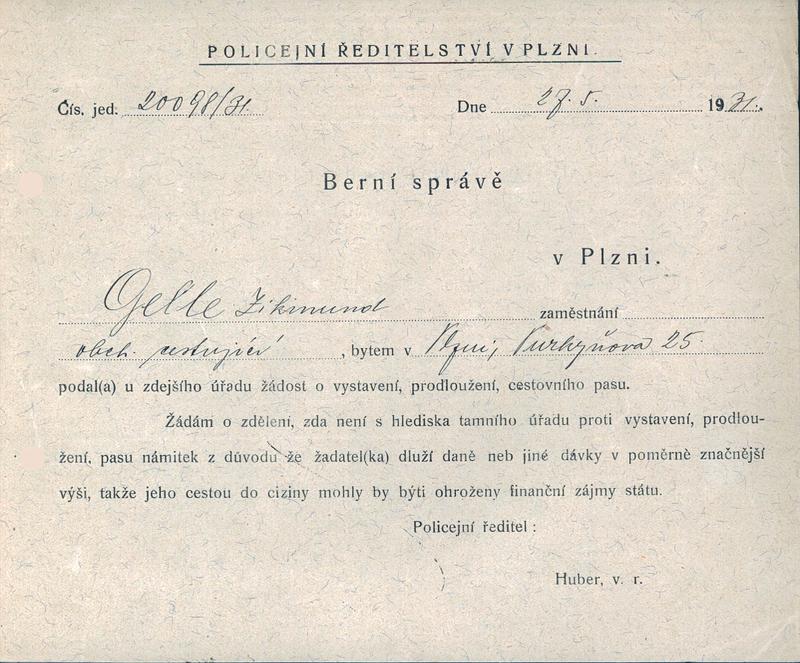 POLICEJNÍ ŘEDITELSTVÍ V PLZNI.
Čís. jed. 20098/31 Dne 27. 5. 1931.
Berní správě
v Plzni.
Gelle Zikmund zaměstnání
obch. cestující , bytem v Plzni, Purkyňova 25.
podal(a) u zdejšího úřadu žádost o vystavení, prodloužení, cestovního pasu.
Žádám o zdělení, zda není s hlediska tamního úřadu proti vystavení, prodlou-
žení, pasu námitek z důvodu že žadatel(ka) dluží daně neb jiné dávky v poměrně značnější
výši, takže jeho cestou do ciziny mohly by býti ohroženy finanční zájmy státu.
Policejní ředitel :
Huber, v. r.